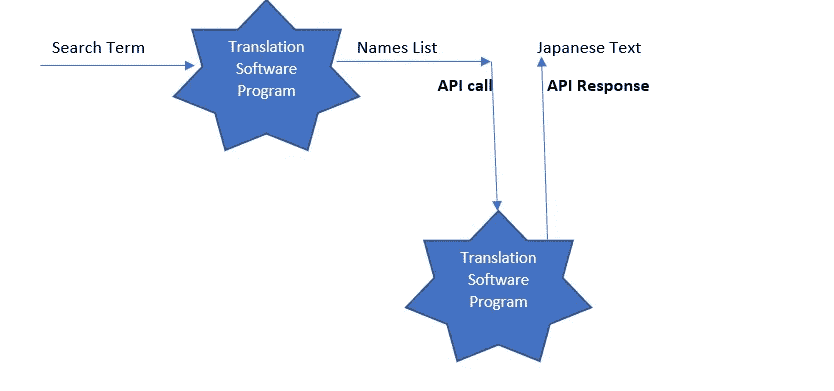 Search Term
Translation
Software
Program
Names List
Japanese Text
API call
API Response
Translation
Software
Program